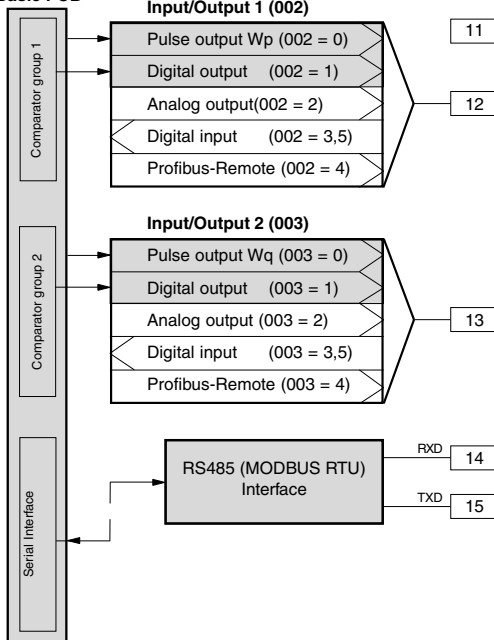 Input/Output 1 (002)
Comparator group 1
Pulse output Wp (002 = 0)
Digital output (002 = 1)
Analog output(002 = 2)
Digital input (002 = 3,5)
Profibus-Remote (002 = 4)
11
12
Input/Output 2 (003)
Comparator group 2
Pulse output Wq (003 = 0)
Digital output (003 = 1)
Analog output (003 = 2)
Digital input (003 = 3,5)
Profibus-Remote (003 = 4)
13
Serial Interface
RS485 (MODBUS RTU)
Interface
RXD
14
TXD
15